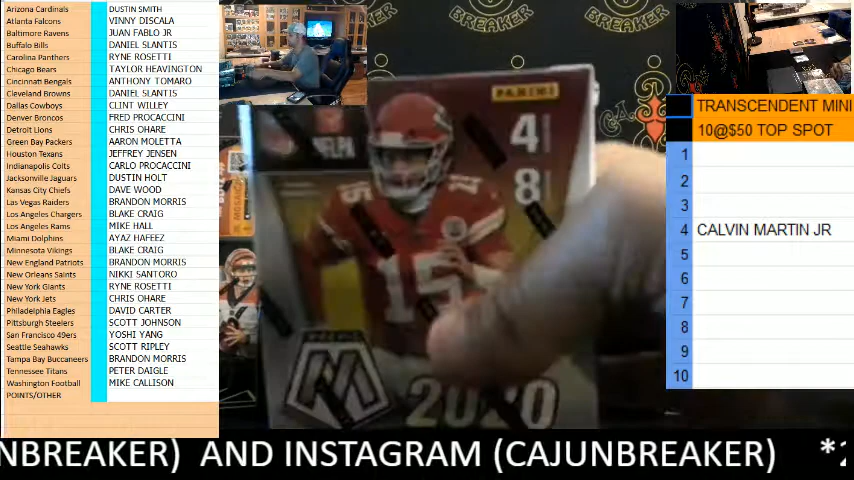 Arizona Cardinals DUSTIN SMITH
Atlanta Falcons VINNY DISCALA
Baltimore Ravens JUAN FABLO JR
Buffalo Bills DANIEL SLANTIS
Carolina Panthers RYNE ROSETTI
Chicago Bears TAYLOR HEAVINGTON
Cincinnati Bengals ANTHONY TOMARO
Cleveland Browns DANIEL SLANTIS
Dallas Cowboys CLINT WILLEY
Denver Broncos FRED PROCACCINI
Detroit Lions CHRIS OHARE
Green Bay Packers AARON MOLETTA
Houston Texans JEFFREY JENSEN
Indianapolis Colts CARLO PROCACCINI
Jacksonville Jaguars DUSTIN HOLT
Kansas City Chiefs DAVE WOOD
Las Vegas Raiders BRANDON MORRIS
Los Angeles Chargers BLAKE CRAIG
Los Angeles Rams MIKE HALL
Miami Dolphins AYAZ HAFEEZ
Minnesota Vikings BLAKE CRAIG
New England Patriots BRANDON MORRIS
New Orleans Saints NIKKI SANTORO
New York Giants RYNE ROSETTI
New York Jets CHRIS OHARE
Philadelphia Eagles DAVID CARTER
Pittsburgh Steelers SCOTT JOHNSON
San Francisco 49ers YOSHI YANG
Seattle Seahawks SCOTT RIPLEY
Tampa Bay Buccaneers BRANDON MORRIS
Tennessee Titans PETER DAIGLE
Washington Football MIKE CALLISON
POINTS/OTHER
BREAKER
BREAKER
PANINI
NFLPA
4
8
15
15
M
2020
TRANSCENDENT MINI
10@$50 TOP SPOT
1
2
3
4 CALVIN MARTIN JR
5
6
7
8
9
10
NBREAKER) AND INSTAGRAM (CAJUNBREAKER) *2